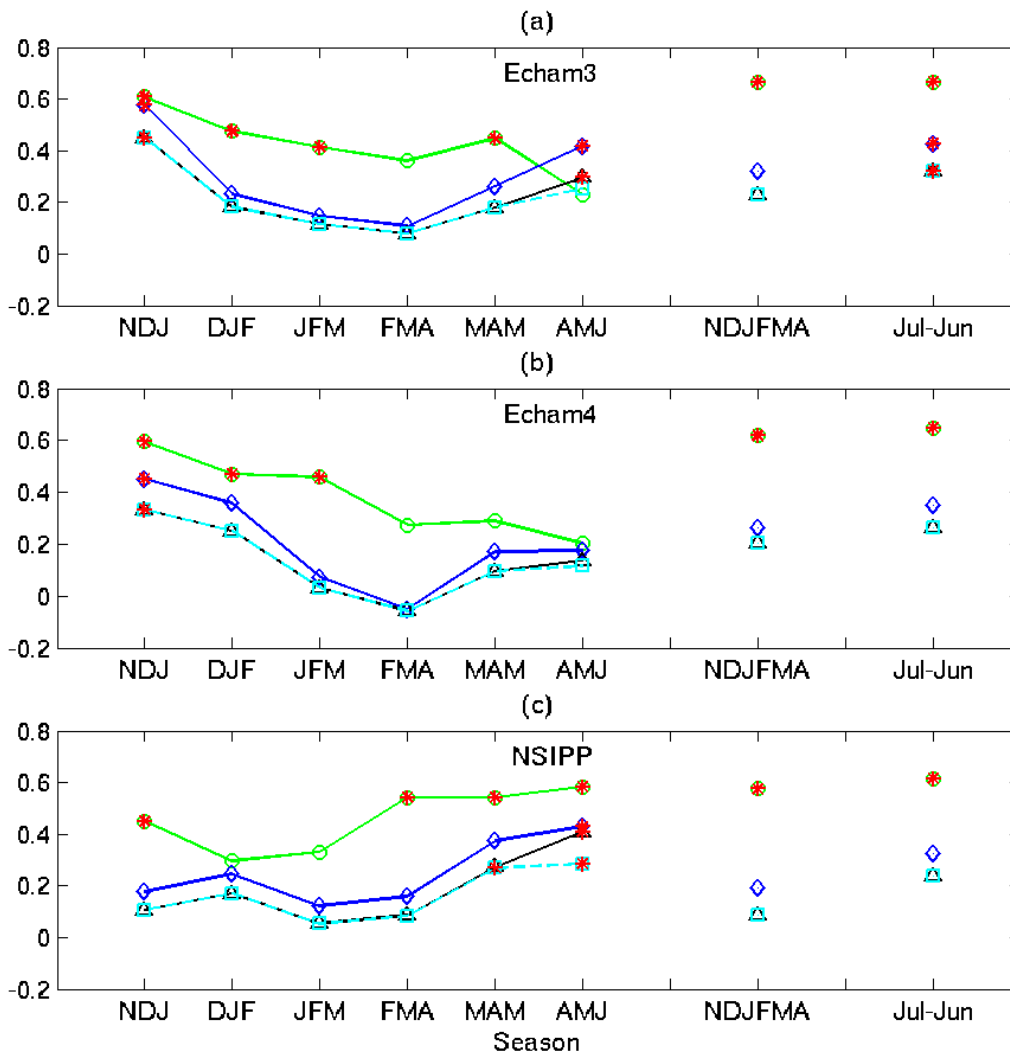 (a)
Echam3
0.8
0.6
0.4
0.2
0
-0.2
NDJ DJF JFM FMA MAM AMJ NDJFMA Jul-Jun
(b)
Echam4
0.8
0.6
0.4
0.2
0
-0.2
NDJ DJF JFM FMA MAM AMJ NDJFMA Jul-Jun
(c)
NSIPP
0.8
0.6
0.4
0.2
0
-0.2
NDJ DJF JFM FMA MAM AMJ NDJFMA Jul-Jun
Season